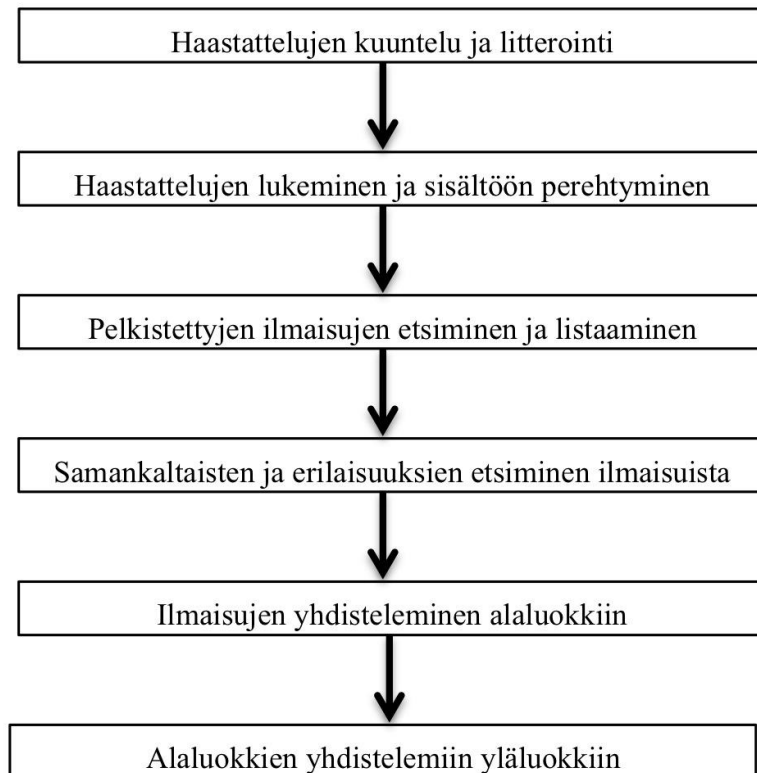 Haastattelujen kuuntelu ja litterointi
Haastattelujen lukeminen ja sisältöön perehtyminen
Pelkistettyjen ilmaisujen etsiminen ja listaaminen
Samankaltaisten ja erilaisuuksien etsiminen ilmaisuista
Ilmaisujen yhdisteleminen alaluokkiin
Alaluokkien yhdistelemiin yläluokkiin